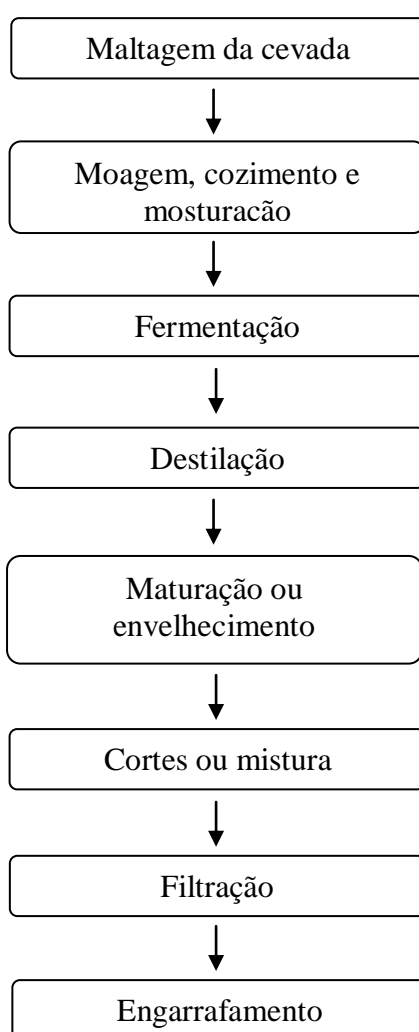 Maltagem da cevada
Moagem, cozimento e
mosturacão
Fermentação
Destilação
Maturação ou
envelhecimento
Cortes ou mistura
Filtração
Engarrafamento